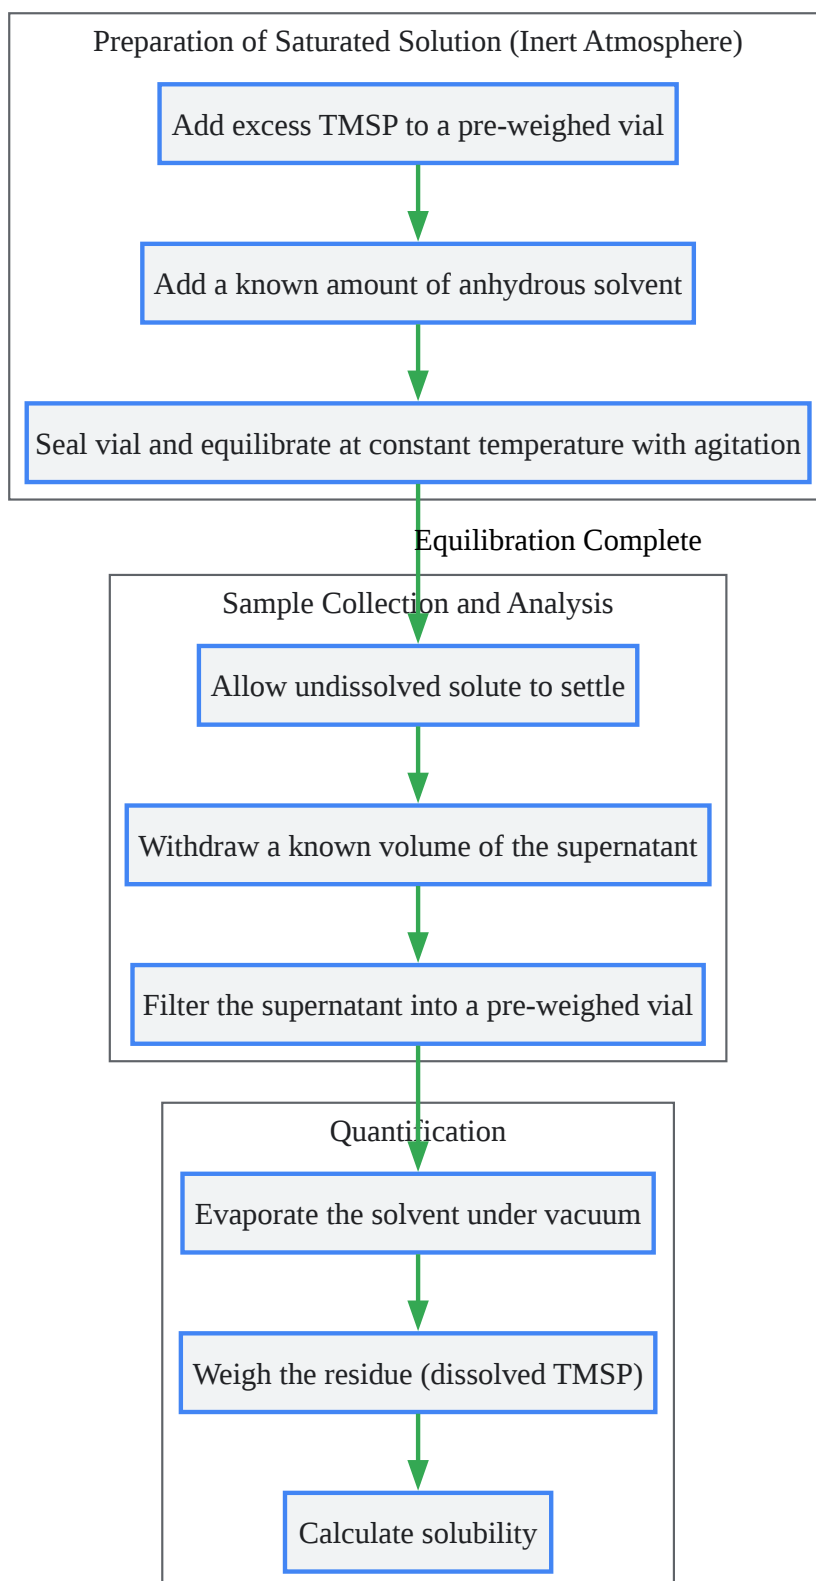 Preparation of Saturated Solution (Inert Atmosphere)
Add excess TMSP to a pre-weighed vial
Add a known amount of anhydrous solvent
Seal vial and equilibrate at constant temperature with agitation
Equilibration Complete
Sample Collection and Analysis
Allow undissolved solute to settle
Withdraw a known volume of the supernatant
Filter the supernatant into a pre-weighed vial
Quantification
Evaporate the solvent under vacuum
Weigh the residue (dissolved TMSP)
Calculate solubility